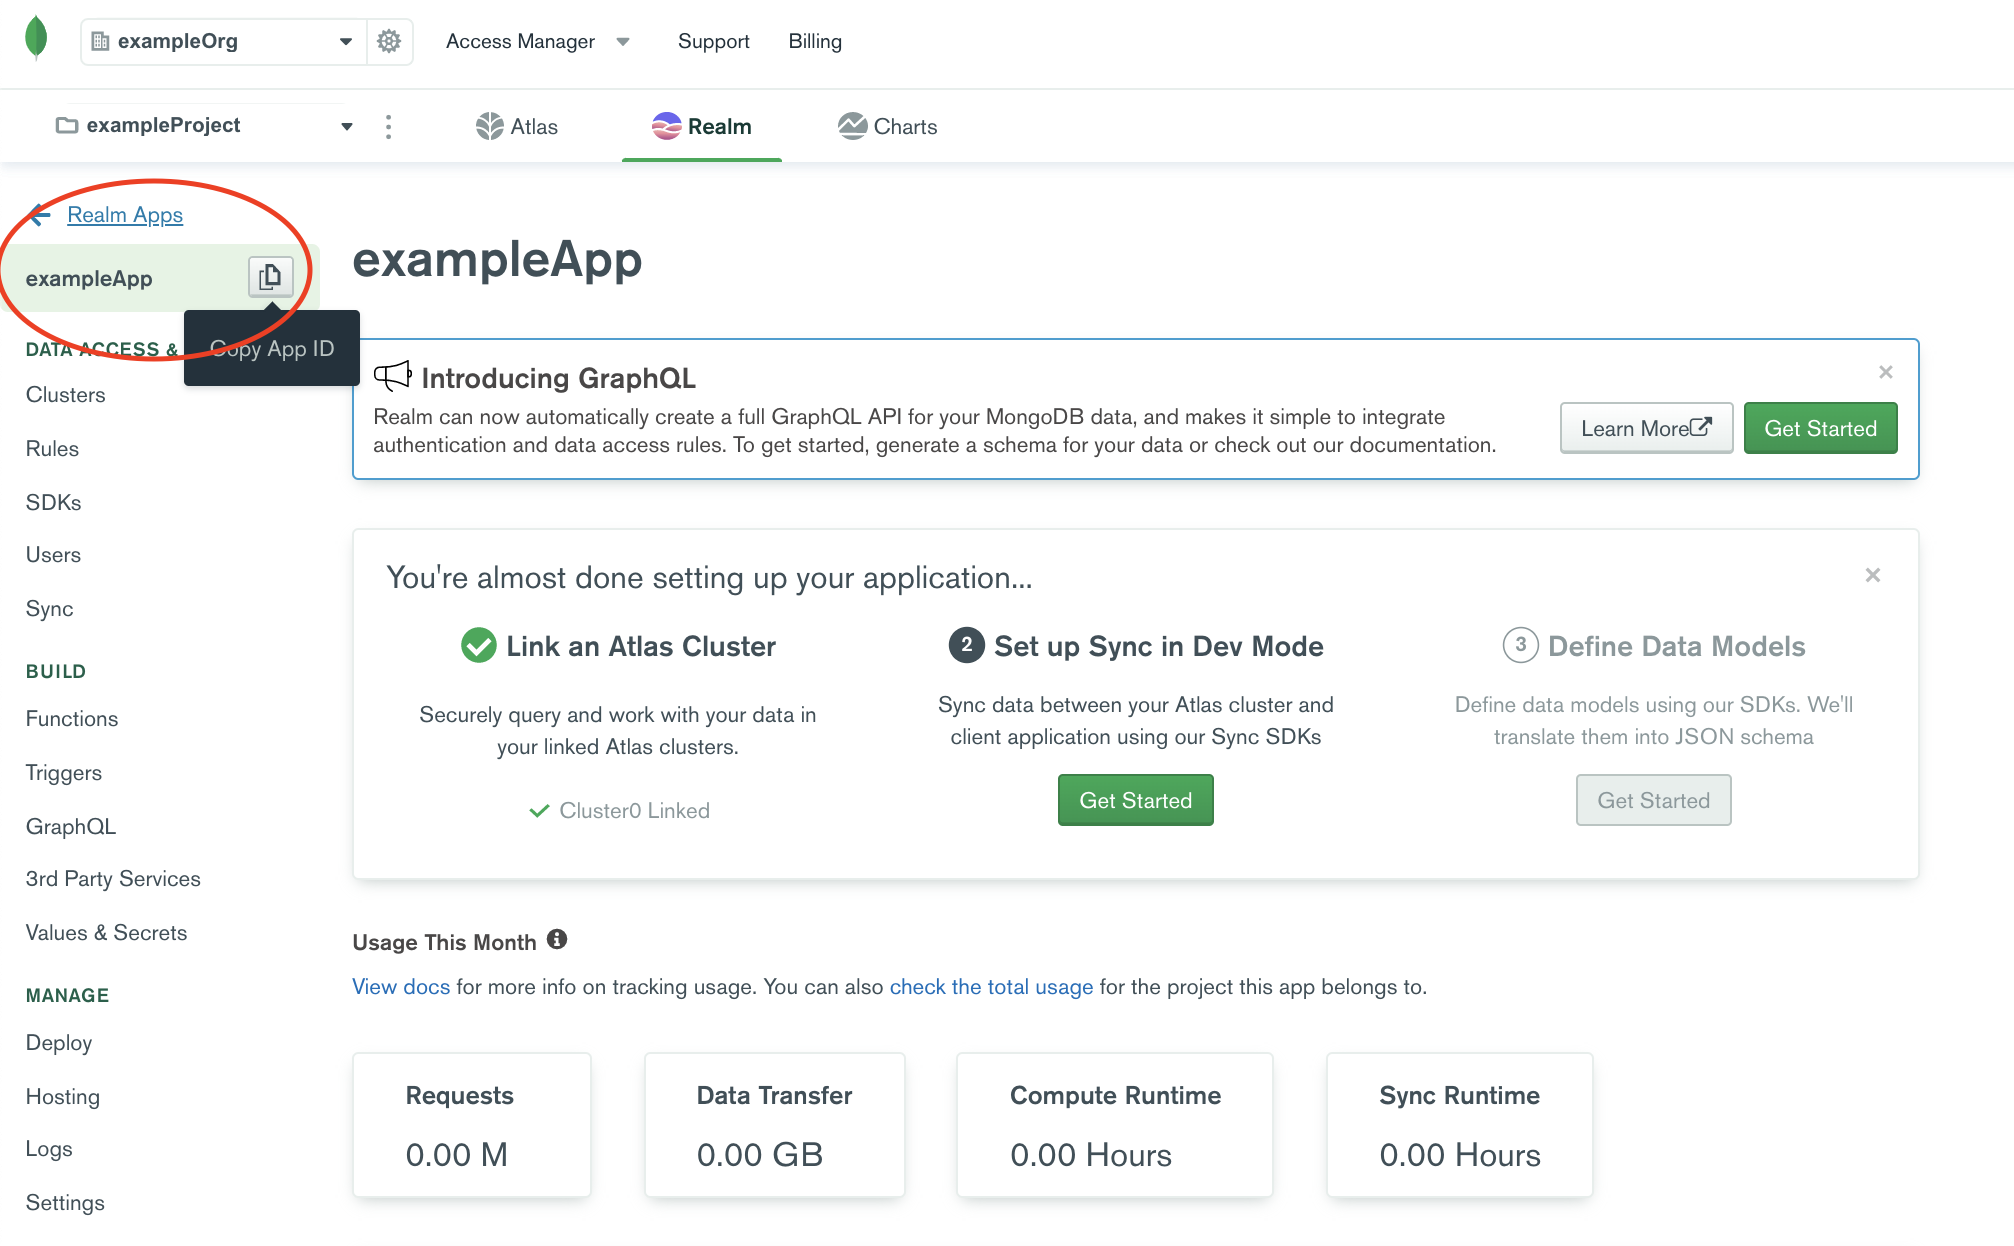 exampleOrg
Access Manager
Support
Billing
exampleProject
Atlas
Realm
Charts
Realm Apps
exampleApp
Copy App ID
DATA ACCESS &
Clusters
Rules
SDKs
Users
Sync
BUILD
Functions
Triggers
GraphQL
3rd Party Services
Values & Secrets
MANAGE
Deploy
Hosting
Logs
Settings
exampleApp
Introducing GraphQL
Realm can now automatically create a full GraphQL API for your MongoDB data, and makes it simple to integrate
authentication and data access rules. To get started, generate a schema for your data or check out our documentation.
Learn More
Get Started
You're almost done setting up your application...
Link an Atlas Cluster
Securely query and work with your data in
your linked Atlas clusters.
Cluster0 Linked
2 Set up Sync in Dev Mode
Sync data between your Atlas cluster and
client application using our Sync SDKs
Get Started
3 Define Data Models
Define data models using our SDKs. We'll
translate them into JSON schema
Get Started
Usage This Month
View docs for more info on tracking usage. You can also check the total usage for the project this app belongs to.
Requests
0.00 M
Data Transfer
0.00 GB
Compute Runtime
0.00 Hours
Sync Runtime
0.00 Hours